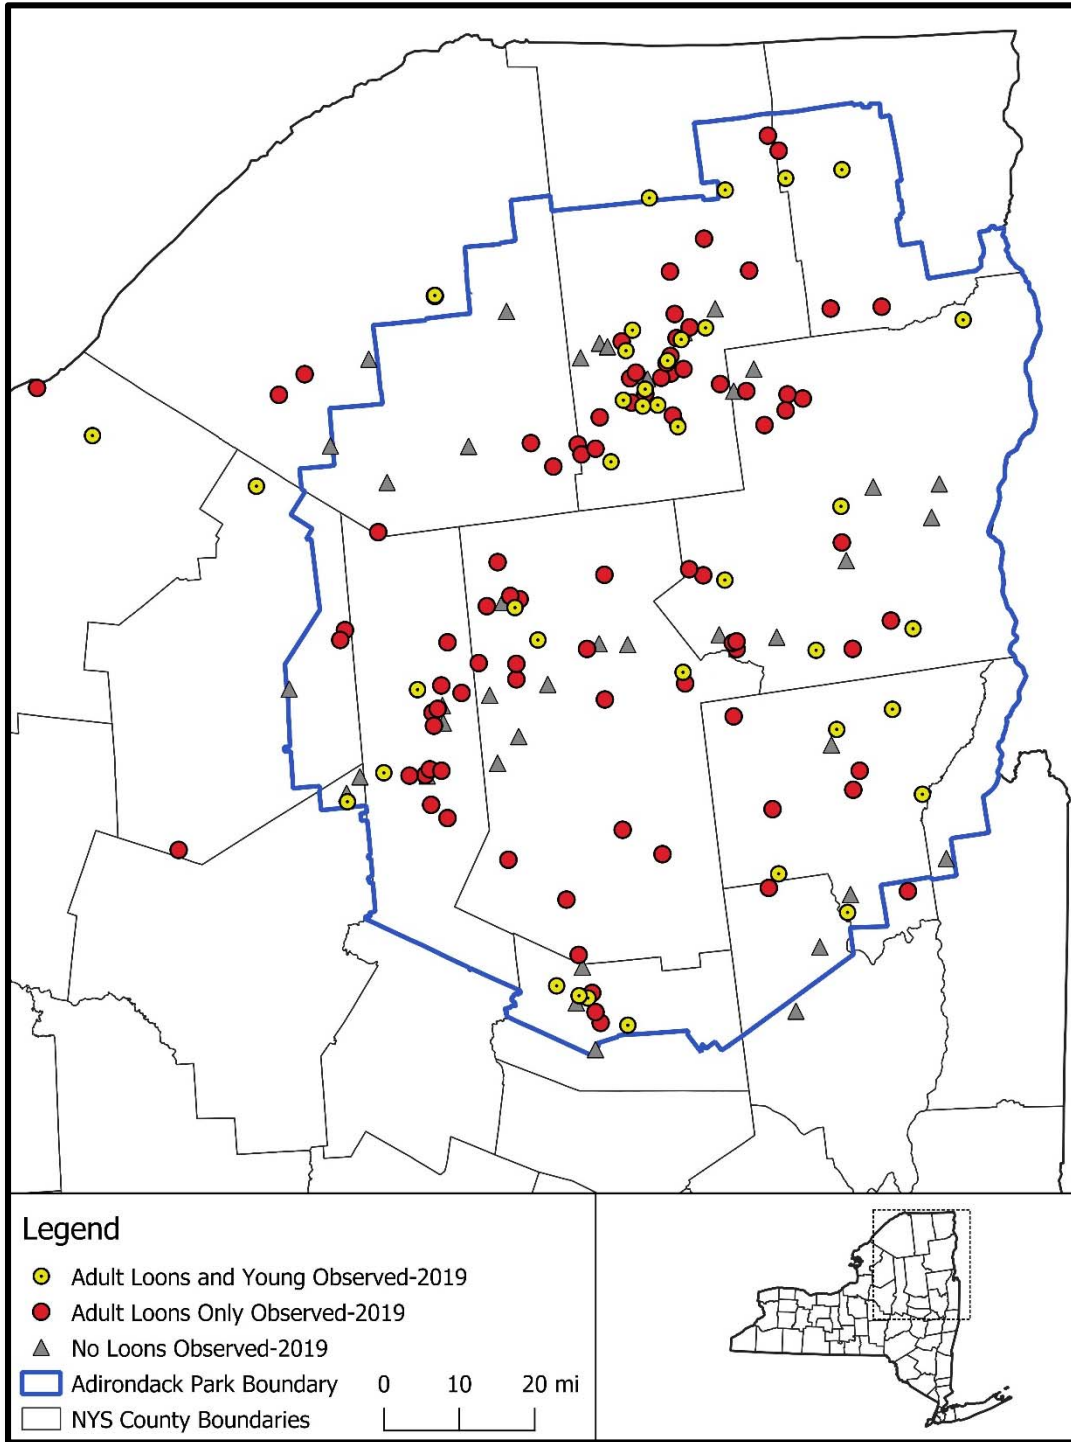 Legend
Adult Loons and Young Observed-2019
Adult Loons Only Observed-2019
No Loons Observed-2019
Adirondack Park Boundary
NYS County Boundaries
0 10 20 mi